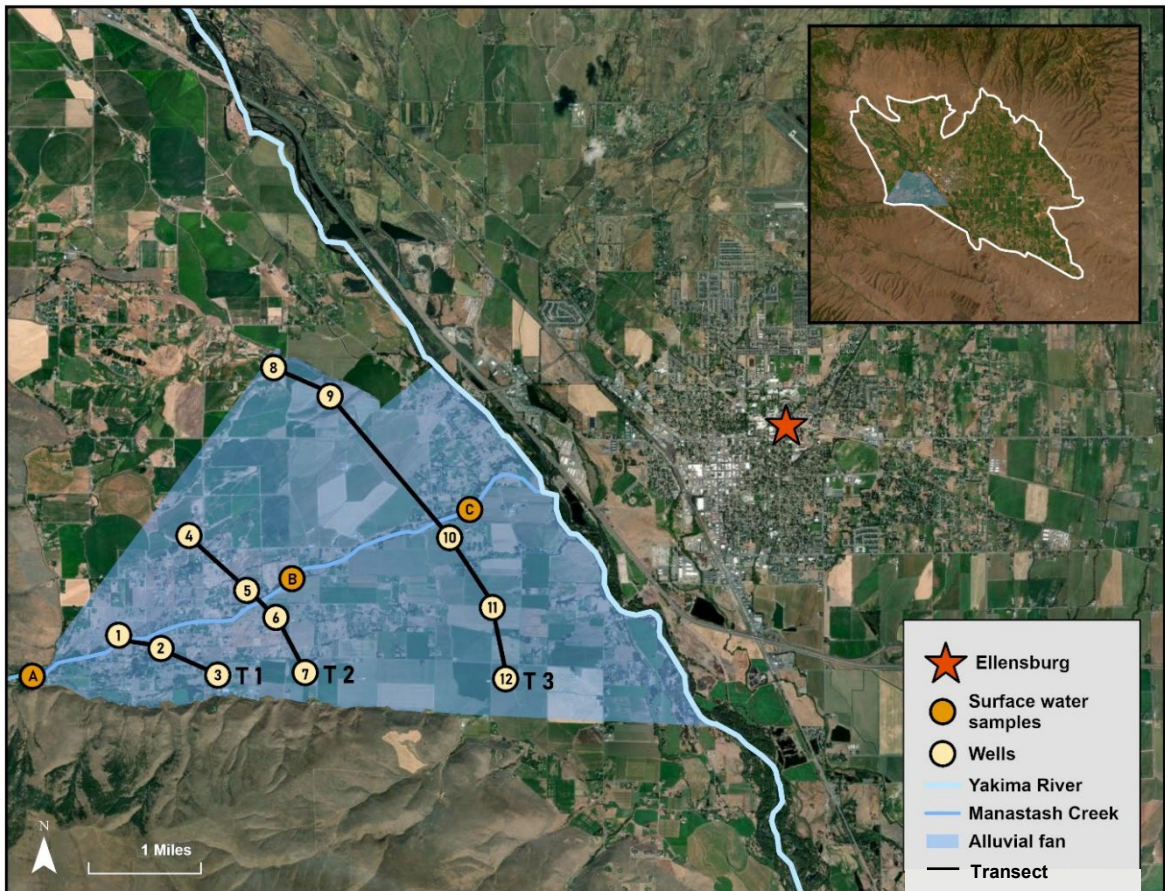 8
9
4
C
10
5
B
11
6
1
2
A
3
T 1
7
T 2
12
T 3
N
1 Miles
Ellensburg
Surface water
samples
Wells
Yakima River
Manastash Creek
Alluvial fan
Transect